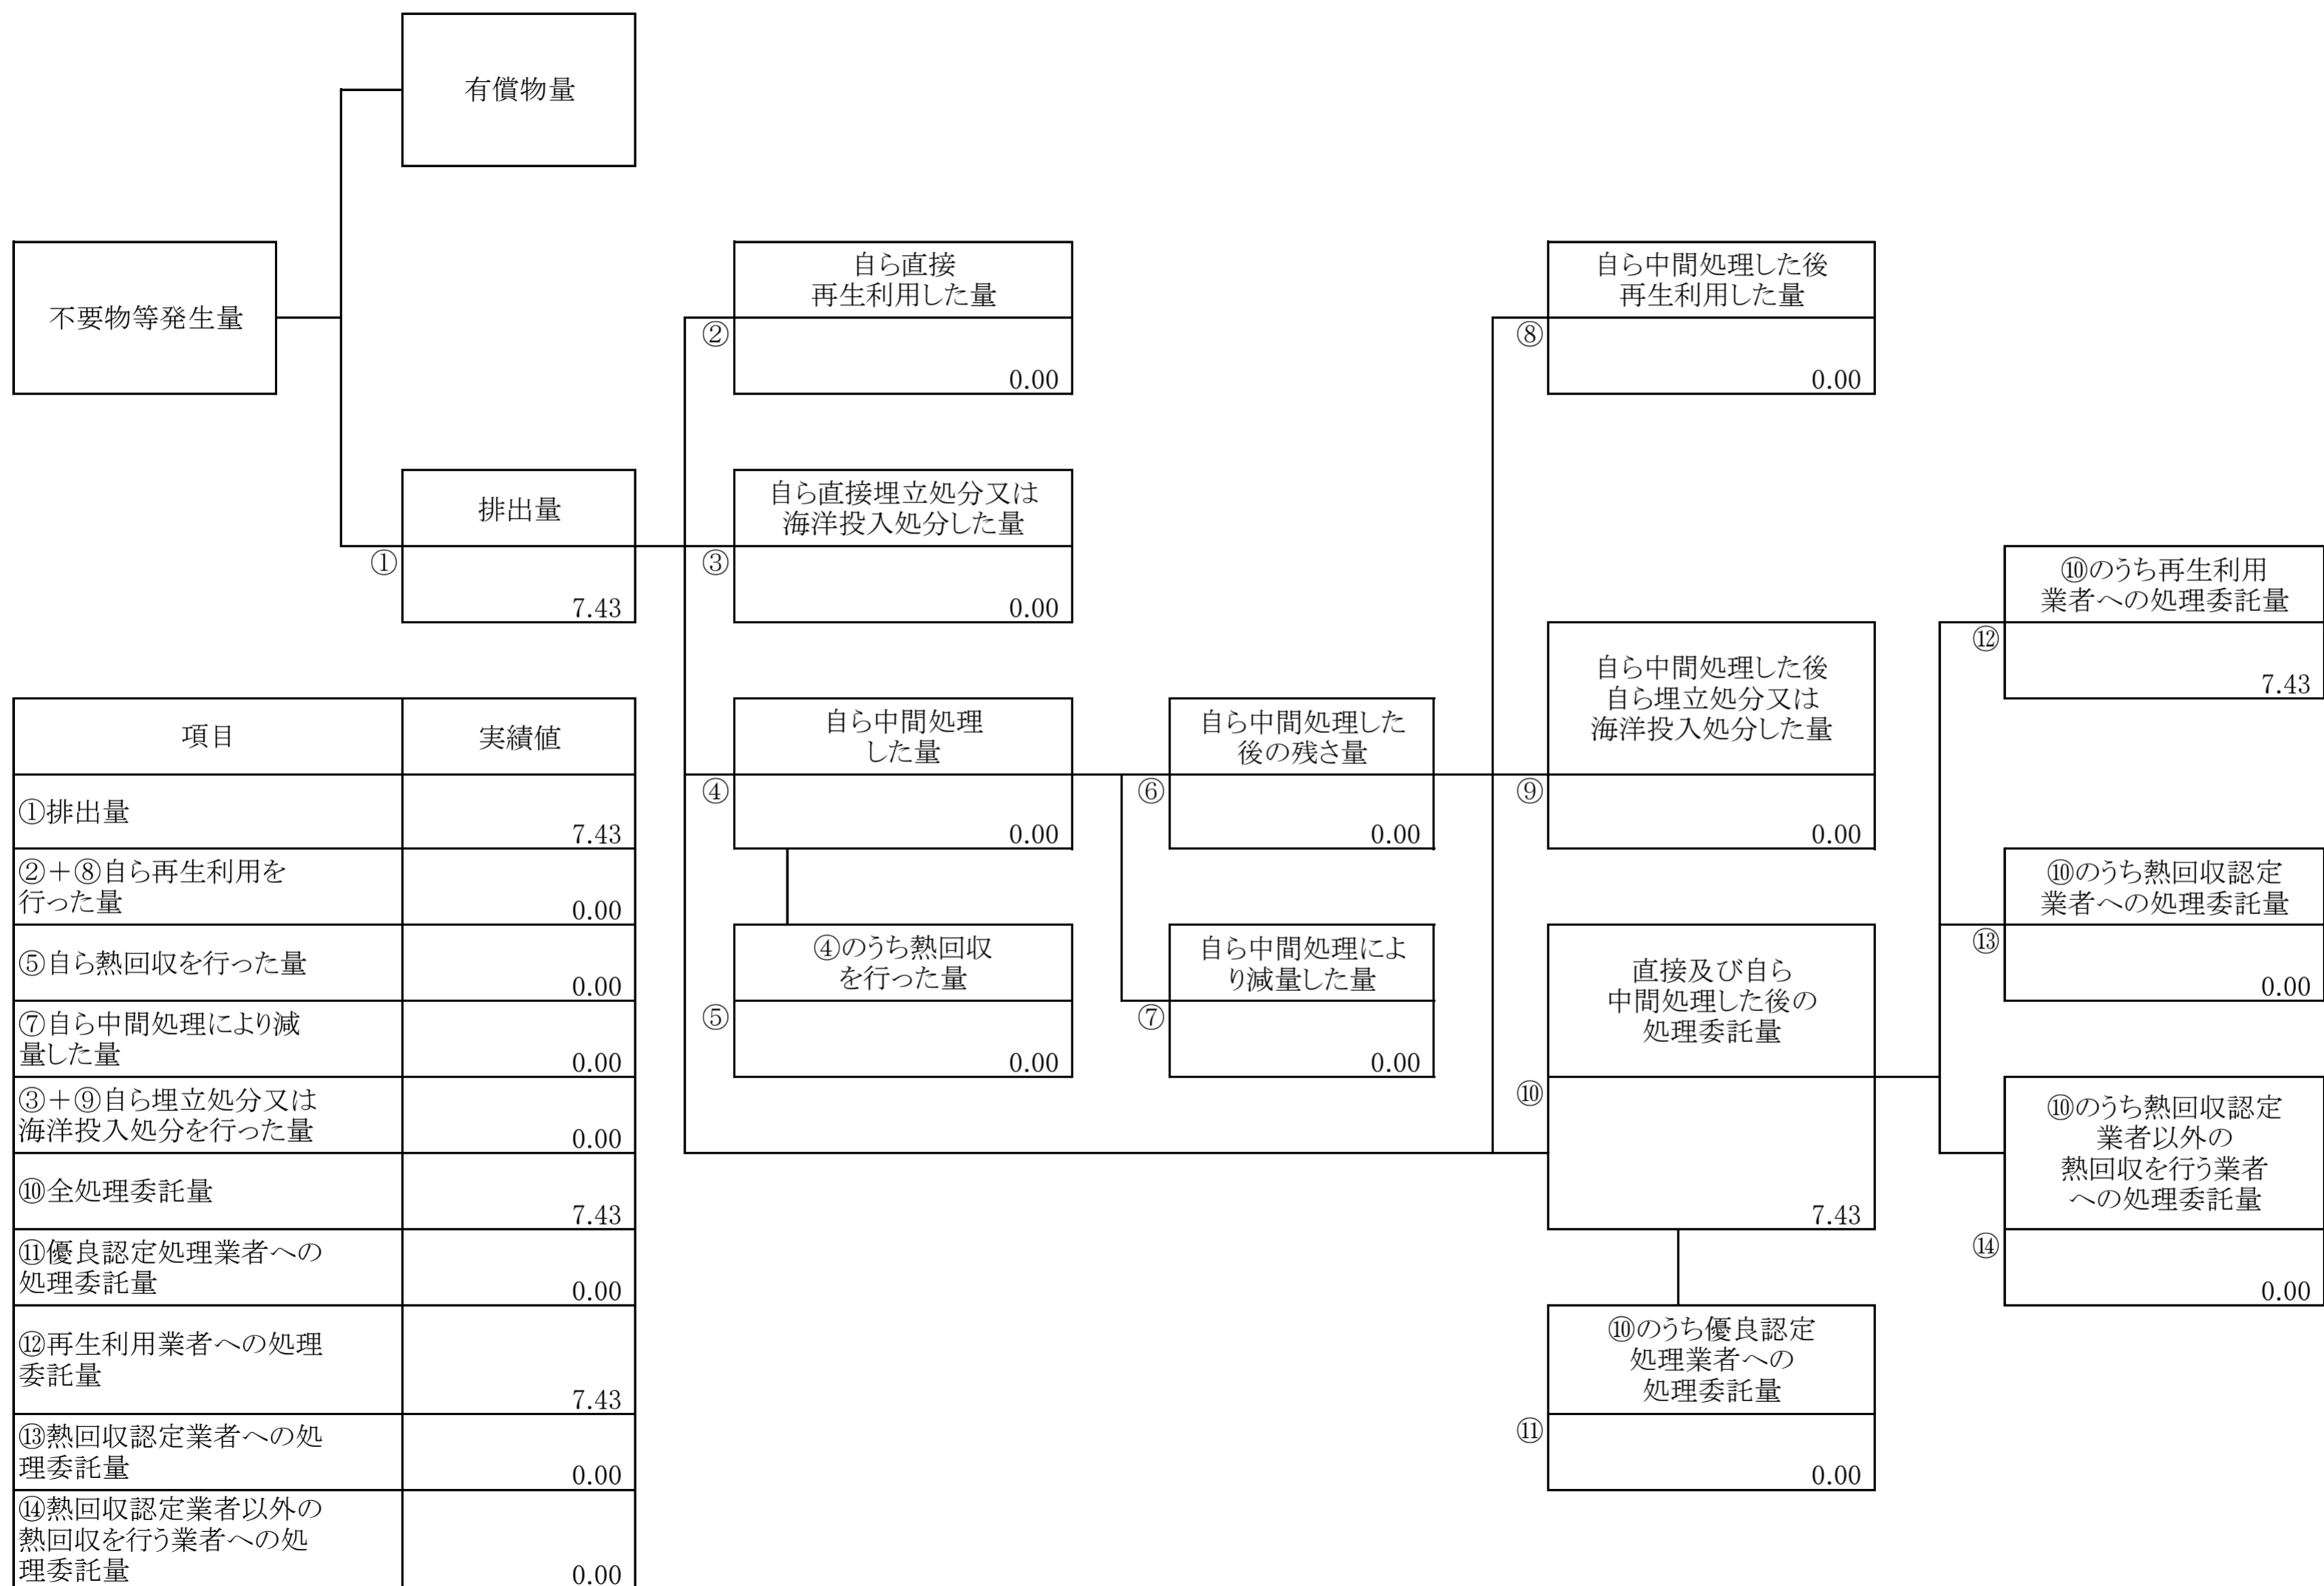 有償物量
不要物等発生量
自ら直接
再生利用した量
②
0.00
自ら中間処理した後
再生利用した量
⑧
0.00
排出量
①
7.43
自ら直接埋立処分又は
海洋投入処分した量
③
0.00
⑩のうち再生利用
業者への処理委託量
⑫
7.43
自ら中間処理
した量
④
0.00
自ら中間処理した
後の残さ量
⑥
0.00
自ら中間処理した後
自ら埋立処分又は
海洋投入処分した量
⑨
0.00
⑩のうち熱回収認定
業者への処理委託量
⑬
0.00
④のうち熱回収
を行った量
⑤
0.00
自ら中間処理によ
り減量した量
⑦
0.00
直接及び自ら
中間処理した後の
処理委託量
⑩
7.43
⑩のうち熱回収認定
業者以外の
熱回収を行う業者
への処理委託量
⑭
0.00
⑩のうち優良認定
処理業者への
処理委託量
⑪
0.00
項目
実績値
①排出量
7.43
②＋⑧自ら再生利用を
行った量
0.00
⑤自ら熱回収を行った量
0.00
⑦自ら中間処理により減
量した量
0.00
③＋⑨自ら埋立処分又は
海洋投入処分を行った量
0.00
⑩全処理委託量
7.43
⑪優良認定処理業者への
処理委託量
0.00
⑫再生利用業者への処理
委託量
7.43
⑬熱回収認定業者への処
理委託量
0.00
⑭熱回収認定業者以外の
熱回収を行う業者への処
理委託量
0.00